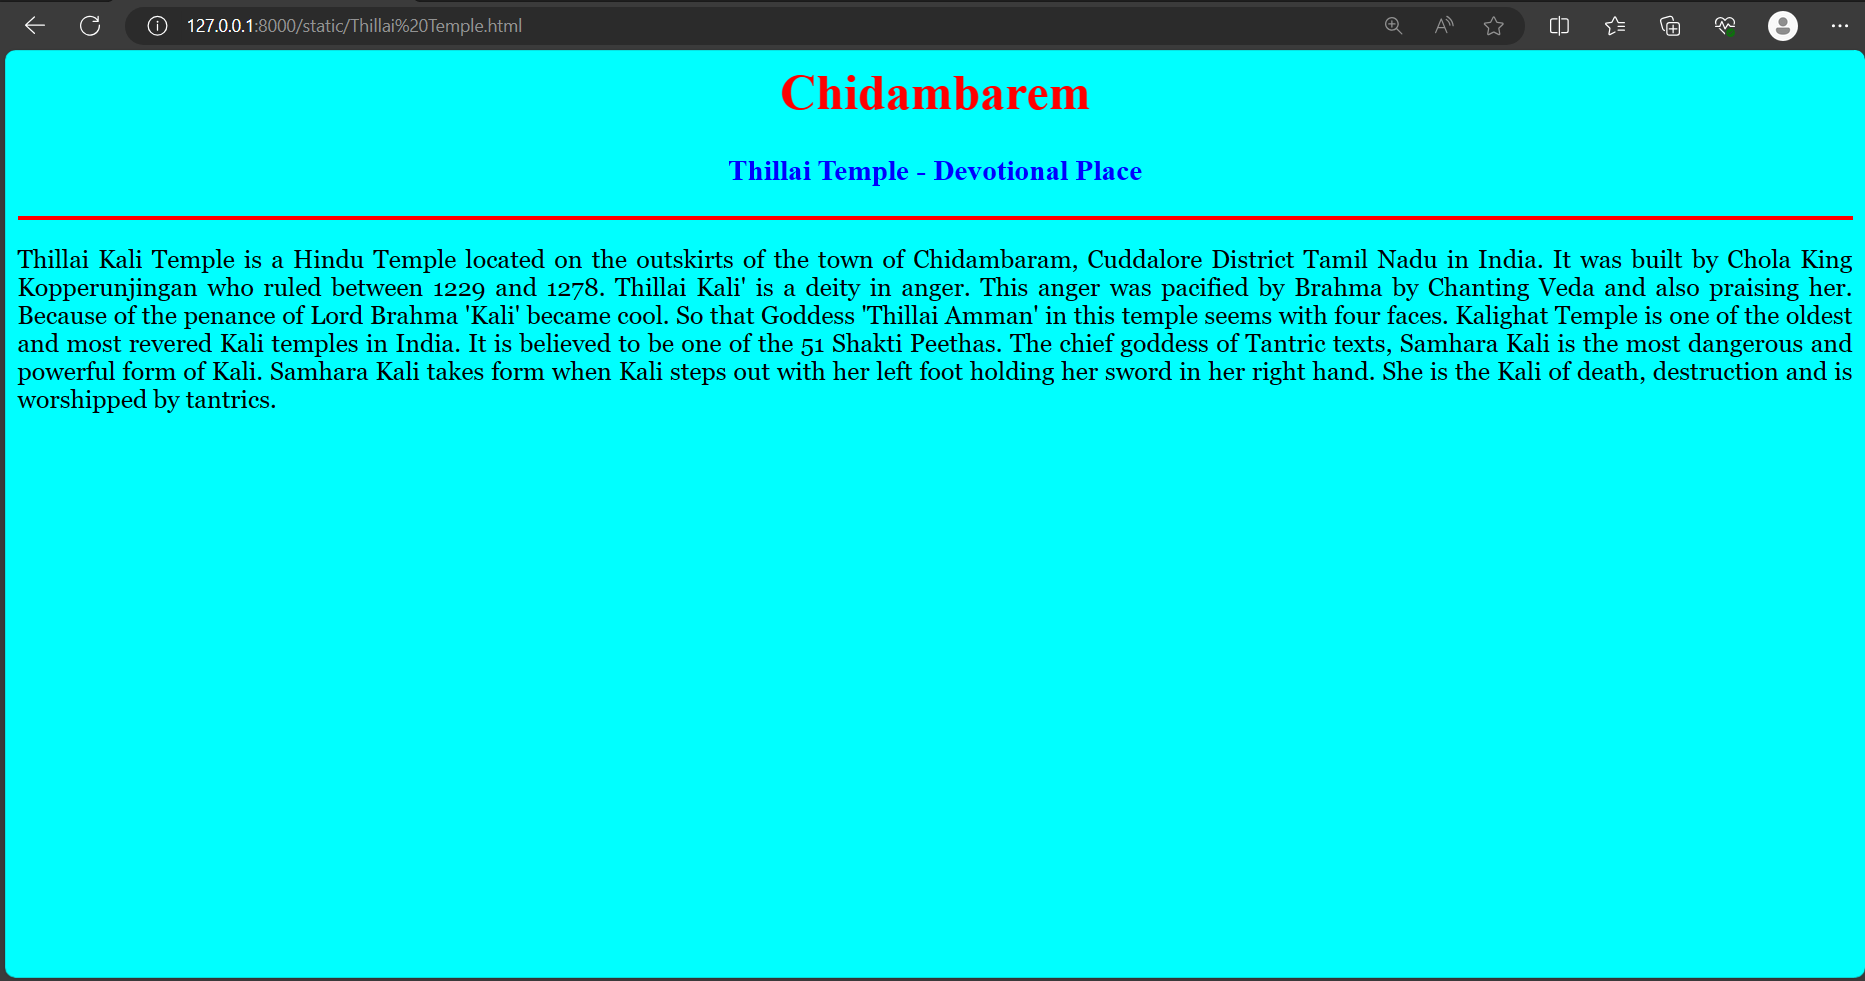 127.0.0.1:8000/static/Thillai%20Temple.html
Chidambarem
Thillai Temple - Devotional Place
Thillai Kali Temple is a Hindu Temple located on the outskirts of the town of Chidambaram, Cuddalore District Tamil Nadu in India. It was built by Chola King
Kopperunjingan who ruled between 1229 and 1278. Thillai Kali' is a deity in anger. This anger was pacified by Brahma by Chanting Veda and also praising her.
Because of the penance of Lord Brahma 'Kali' became cool. So that Goddess 'Thillai Amman' in this temple seems with four faces. Kalighat Temple is one of the oldest
and most revered Kali temples in India. It is believed to be one of the 51 Shakti Peethas. The chief goddess of Tantric texts, Samhara Kali is the most dangerous and
powerful form of Kali. Samhara Kali takes form when Kali steps out with her left foot holding her sword in her right hand. She is the Kali of death, destruction and is
worshipped by tantrics.